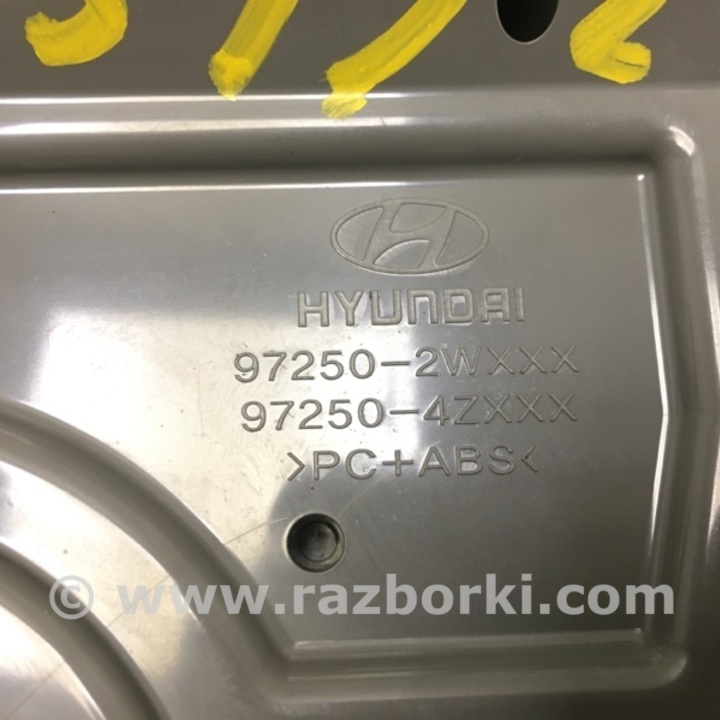 HYUNDAI
97250-2WXXX
97250-4ZXXX
>PC+ABS<
© www.razborki.com